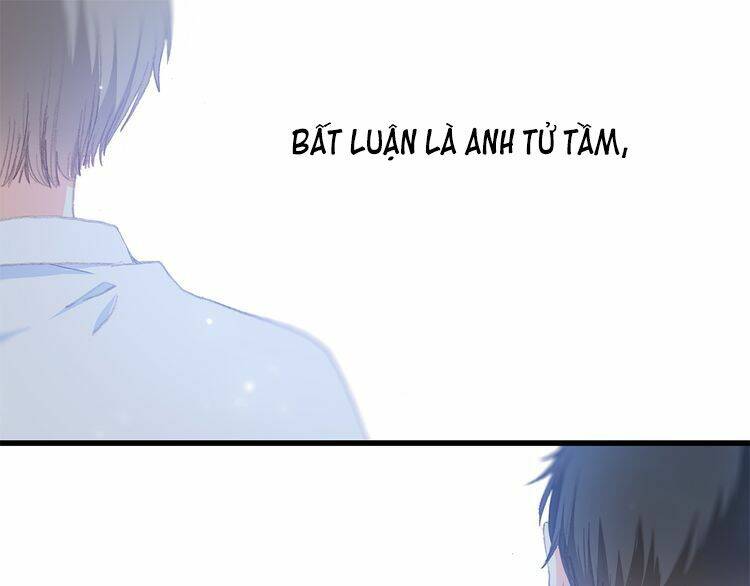 BẤT LUẬN LÀ ANH TỬ TẦM,